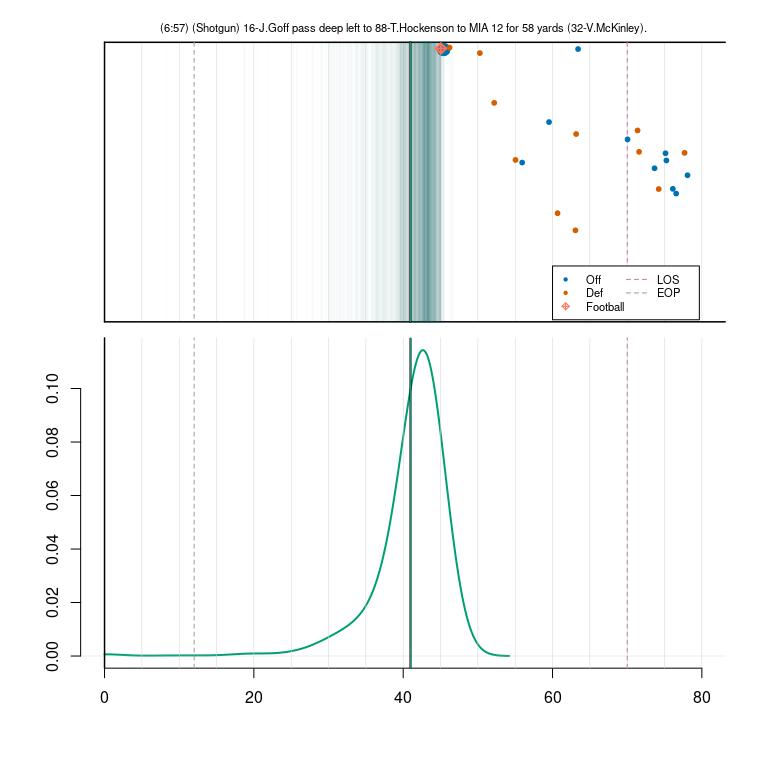 (6:57) (Shotgun) 16-J.Goff pass deep left to 88-T.Hockenson to MIA 12 for 58 yards (32-V.McKinley).
Off
LOS
Def
EOP
Football
0.10
0.08
0.06
0.04
0.02
0.00
0
20
40
60
80